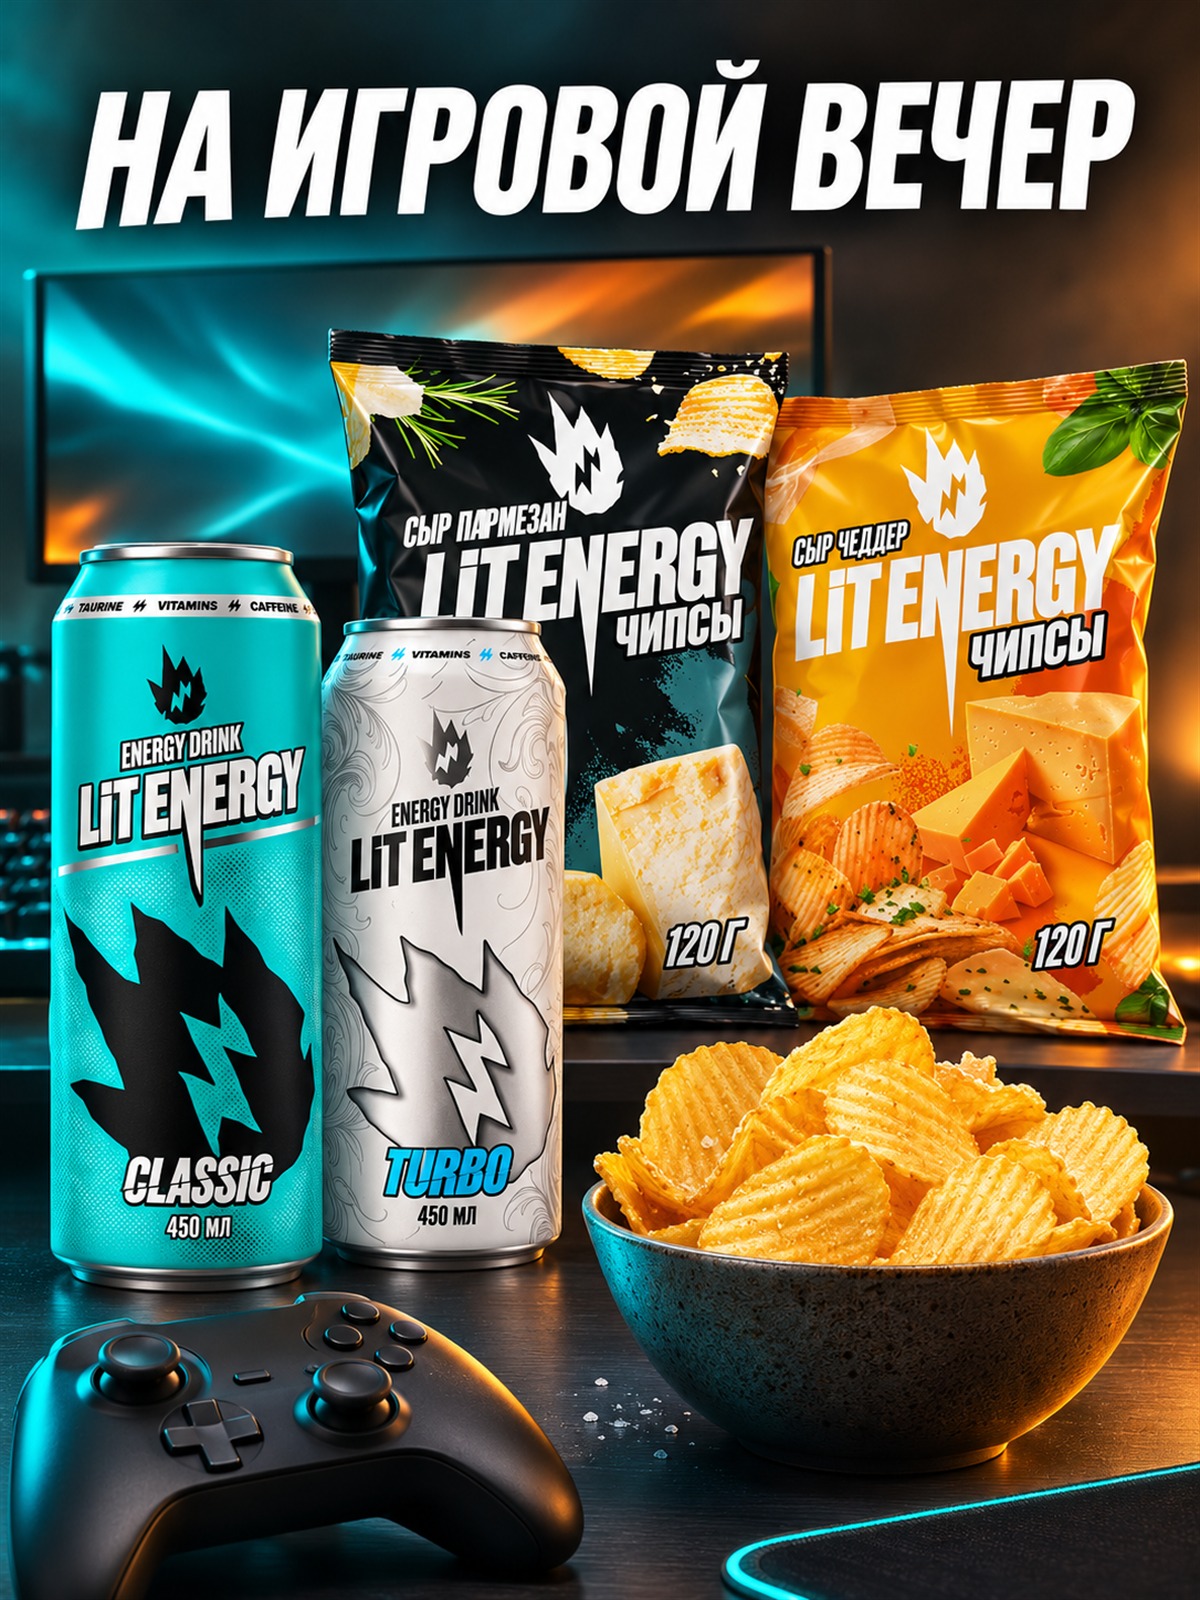 НА ИГРОВОЙ ВЕЧЕР
СЫР ПАРМЕЗАН
LIT ENERGY
ЧИПСЫ
120 Г
СЫР ЧЕДДЕР
LIT ENERGY
ЧИПСЫ
120 Г
TAURINE VITAMINS CAFFEINE
ENERGY DRINK
LIT ENERGY
CLASSIC
450 МЛ
TAURINE VITAMINS CAFFEINE
ENERGY DRINK
LIT ENERGY
TURBO
450 МЛ